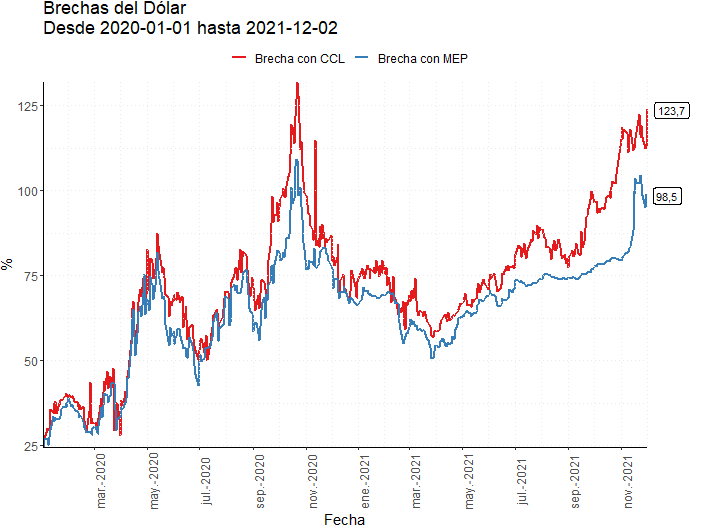 Brechas del Dólar
Desde 2020-01-01 hasta 2021-12-02
Brecha con CCL Brecha con MEP
%
125
100
75
50
25
123,7
98,5
mar.-2020
may.-2020
jul.-2020
sep.-2020
nov.-2020
ene.-2021
mar.-2021
may.-2021
jul.-2021
sep.-2021
nov.-2021
Fecha